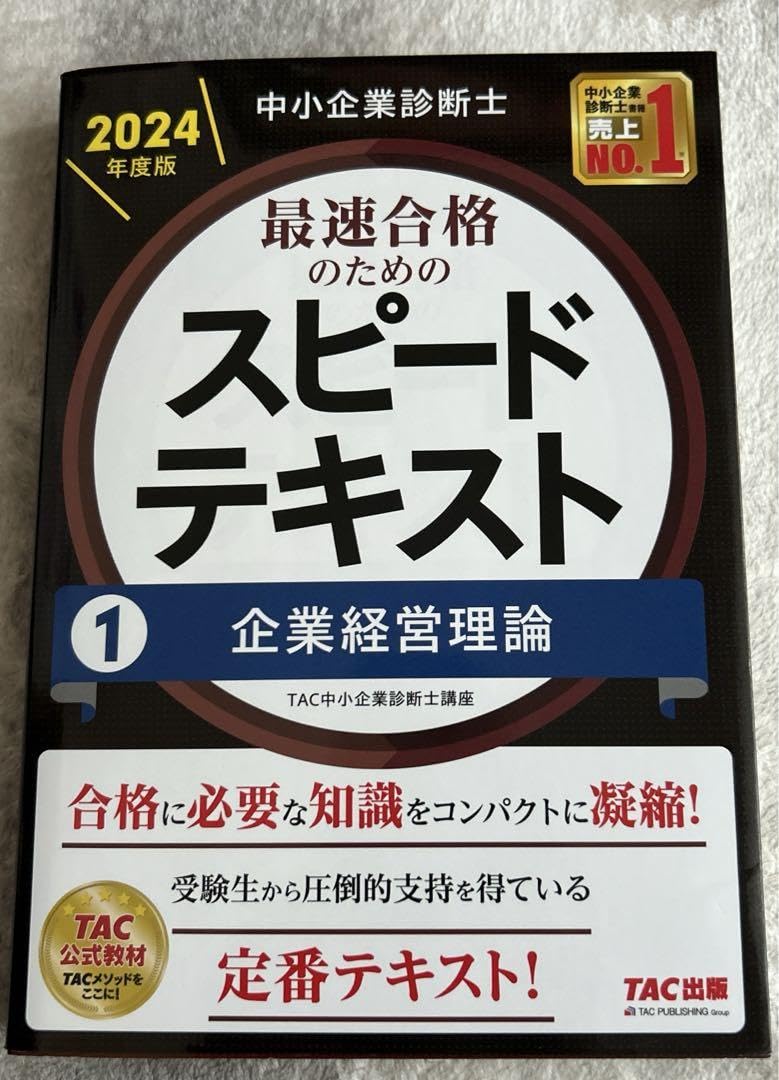 2024
年度版
中小企業診断士
中小企業
診断士書籍
売上
NO.1
最速合格
のための
スピード
テキスト
1 企業経営理論
TAC中小企業診断士講座
合格に必要な知識をコンパクトに凝縮!
受験生から圧倒的支持を得ている
定番テキスト!
TAC
公式教材
TACメソッドを
ここに!
TAC出版
TAC PUBLISHING Group